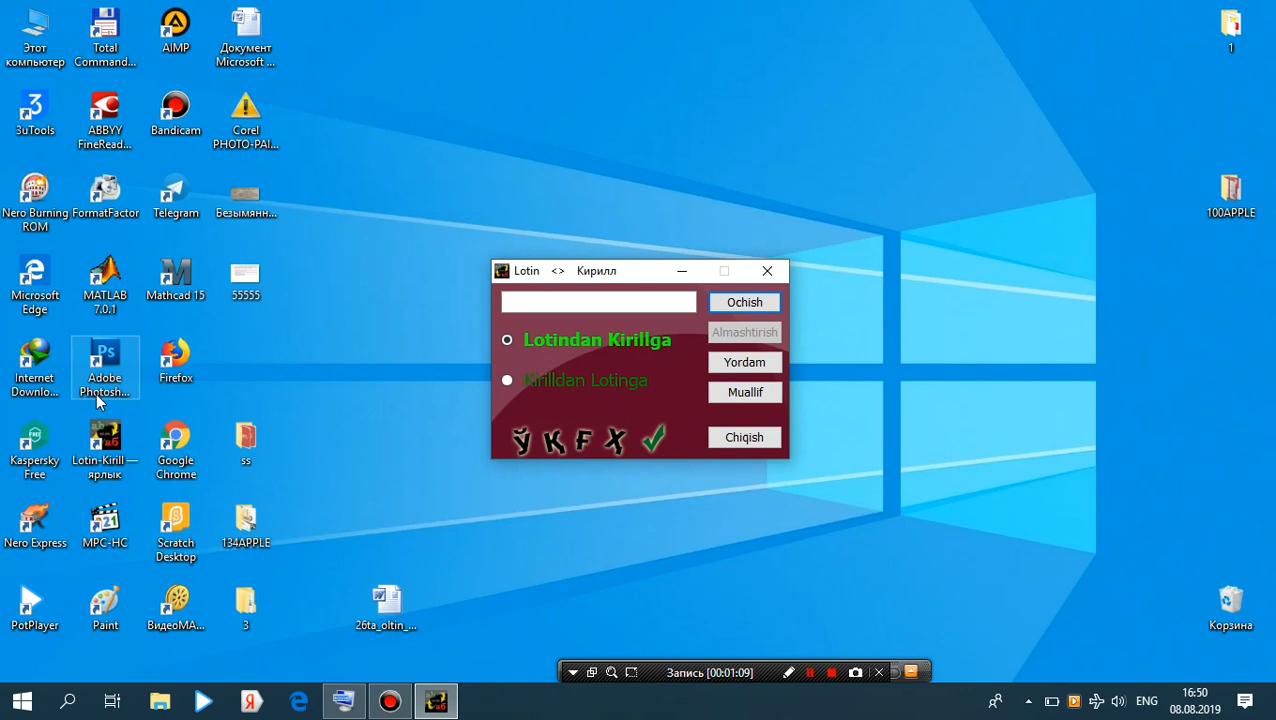 Этот
компьютер
Total
Command...
AIMP
Документ
Microsoft ...
1
3uTools
ABBYY
FineRead...
Bandicam
Corel
PHOTO-PAI...
Nero Burning
ROM
FormatFactor
Telegram
Безымянн...
100APPLE
Microsoft
Edge
MATLAB
7.0.1
Mathcad 15
55555
Internet
Downlo...
Adobe
Photosh...
Firefox
Kaspersky
Free
Lotin-Kirill —
ярлык
Google
Chrome
ss
Nero Express
MPC-HC
Scratch
Desktop
134APPLE
PotPlayer
Paint
ВидеоМА...
3
26ta_oltin_...
Корзина
Lotin <> Кирилл
Ochish
Lotindan Kirillga
Almashtirish
Yordam
Kirilldan Lotinga
Muallif
Ў Қ Ғ Ҳ
Chiqish
Запись [00:01:09]
ENG
16:50
08.08.2019